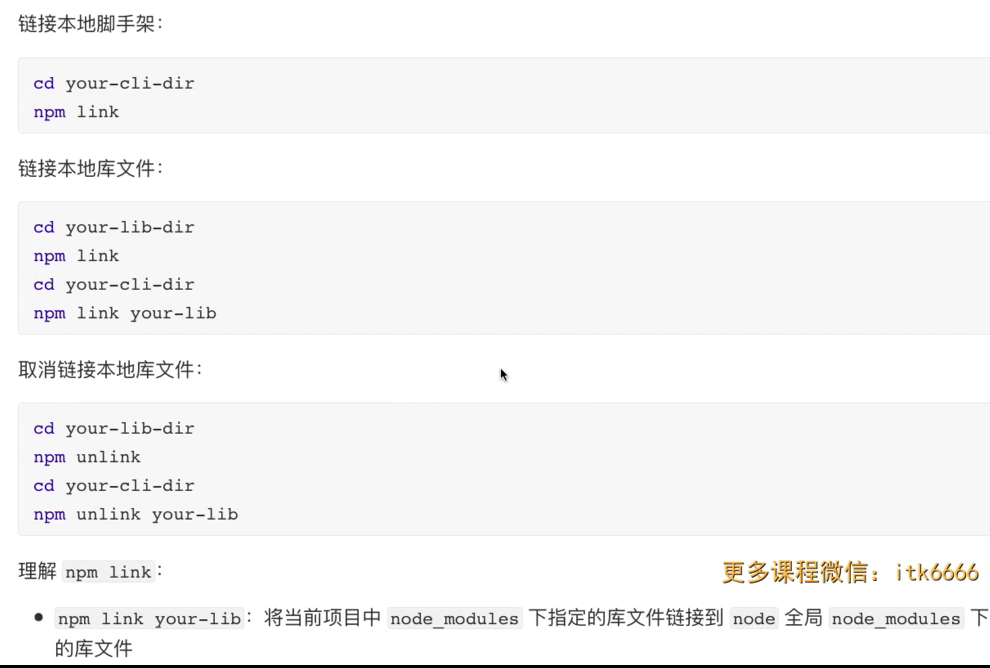 链接本地脚手架：
cd your-cli-dir
npm link
链接本地库文件：
cd your-lib-dir
npm link
cd your-cli-dir
npm link your-lib
取消链接本地库文件：
cd your-lib-dir
npm unlink
cd your-cli-dir
npm unlink your-lib
理解 npm link：
更多课程微信：itk6666
• npm link your-lib：将当前项目中 node_modules 下指定的库文件链接到 node 全局 node_modules 下
的库文件